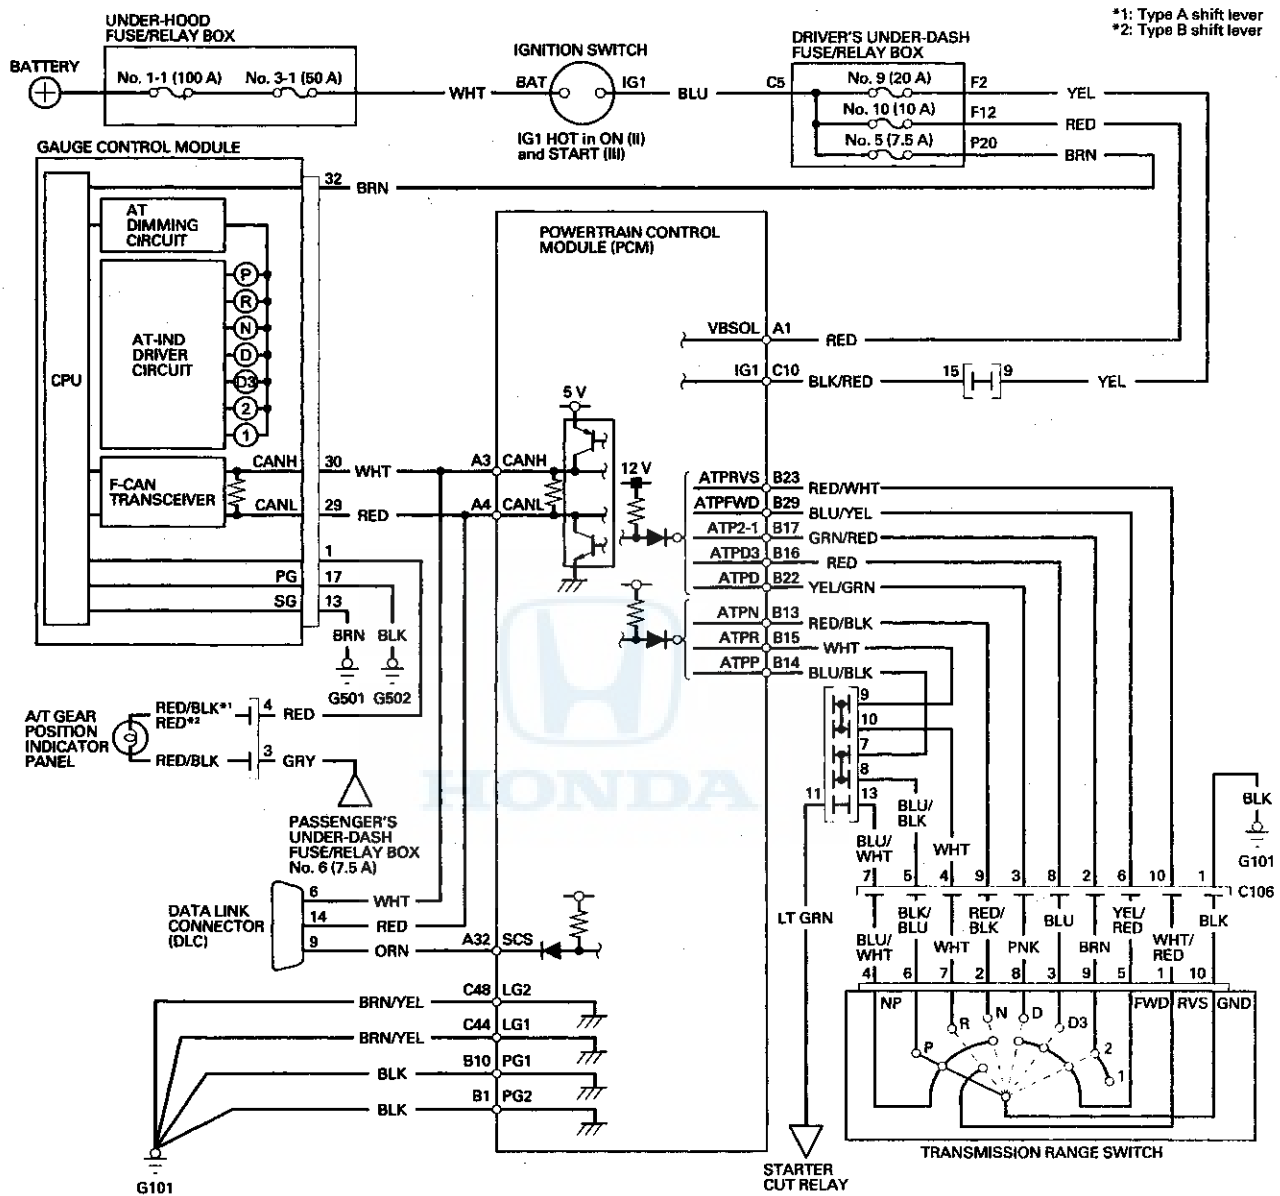 *1: Type A shift lever
*2: Type B shift lever
UNDER-HOOD
FUSE/RELAY BOX
BATTERY
No. 1-1 (100 A)
No. 3-1 (50 A)
WHT
IGNITION SWITCH
BAT
IG1
IG1 HOT in ON (II)
and START (III)
BLU
DRIVER'S UNDER-DASH
FUSE/RELAY BOX
C5
No. 9 (20 A)
F2
YEL
No. 10 (10 A)
F12
RED
No. 5 (7.5 A)
P20
BRN
GAUGE CONTROL MODULE
32
BRN
AT
DIMMING
CIRCUIT
CPU
AT-IND
DRIVER
CIRCUIT
P
R
N
D
D3
2
1
F-CAN
TRANSCEIVER
CANH
30
WHT
CANL
29
RED
1
PG
17
SG
13
BRN
BLK
G501
G502
POWERTRAIN CONTROL
MODULE (PCM)
VBSOL
A1
RED
IG1
C10
BLK/RED
15
9
YEL
5 V
A3
CANH
A4
CANL
12 V
ATPRVS
B23
RED/WHT
ATPFWD
B29
BLU/YEL
ATP2-1
B17
GRN/RED
ATPD3
B16
RED
ATPD
B22
YEL/GRN
ATPN
B13
RED/BLK
ATPR
B15
WHT
ATPP
B14
BLU/BLK
HONDA
A/T GEAR
POSITION
INDICATOR
PANEL
RED/BLK*1
RED*2
4
RED
RED/BLK
3
GRY
PASSENGER'S
UNDER-DASH
FUSE/RELAY BOX
No. 6 (7.5 A)
DATA LINK
CONNECTOR
(DLC)
6
WHT
14
RED
9
ORN
A32
SCS
BRN/YEL
C48
LG2
BRN/YEL
C44
LG1
BLK
B10
PG1
BLK
B1
PG2
G101
9
10
7
8
11
13
LT GRN
STARTER
CUT RELAY
BLU/
WHT
BLU/
BLK
WHT
BLK
G101
7
5
4
9
3
8
2
6
10
1
C106
BLU/
WHT
BLK/
BLU
WHT
RED/
BLK
PNK
BLU
BRN
YEL/
RED
WHT/
RED
BLK
4
6
7
2
8
3
9
5
1
10
NP
FWD
RVS
GND
P
R
N
D
D3
2
1
TRANSMISSION RANGE SWITCH